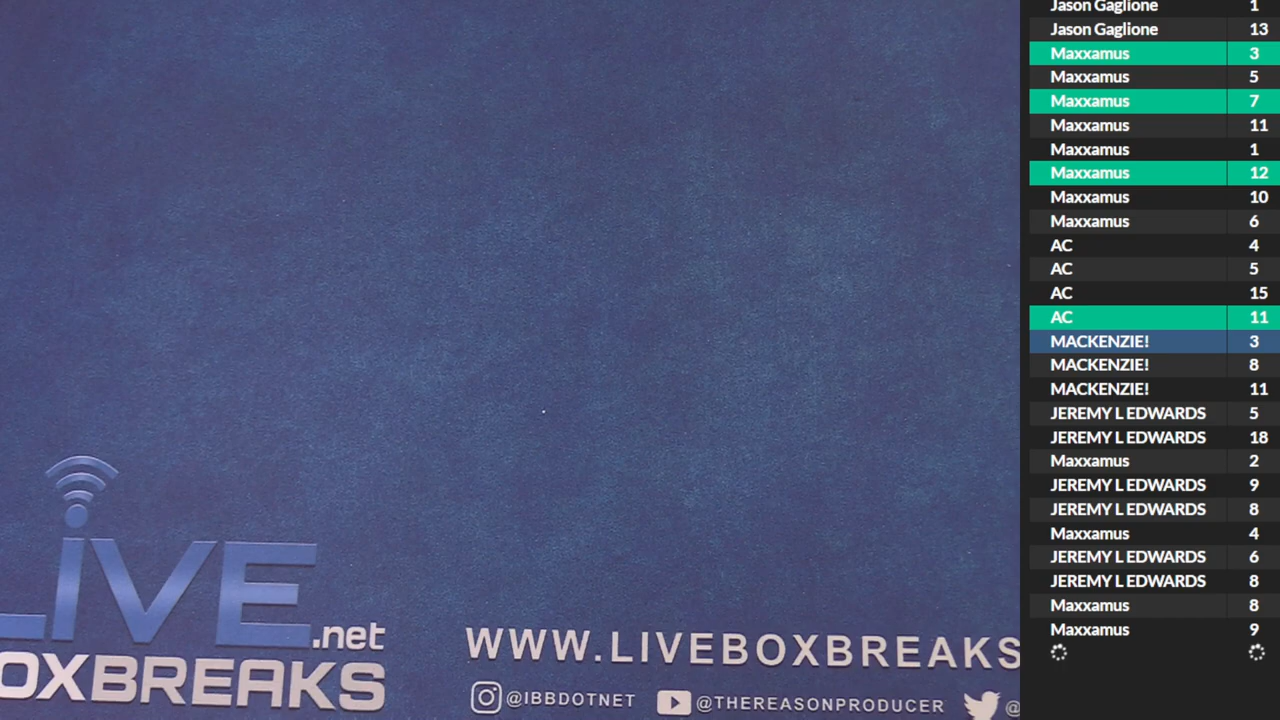 Jason Gaglione 1
Jason Gaglione 13
Maxxamus 3
Maxxamus 5
Maxxamus 7
Maxxamus 11
Maxxamus 1
Maxxamus 12
Maxxamus 10
Maxxamus 6
AC 4
AC 5
AC 15
AC 11
MACKENZIE! 3
MACKENZIE! 8
MACKENZIE! 11
JEREMY L EDWARDS 5
JEREMY L EDWARDS 18
Maxxamus 2
JEREMY L EDWARDS 9
JEREMY L EDWARDS 8
Maxxamus 4
JEREMY L EDWARDS 6
JEREMY L EDWARDS 8
Maxxamus 8
Maxxamus 9
LiVE.net
OXBREAKS
WWW.LIVEBOXBREAKS
@IBBDOTNET @THEREASONPRODUCER @